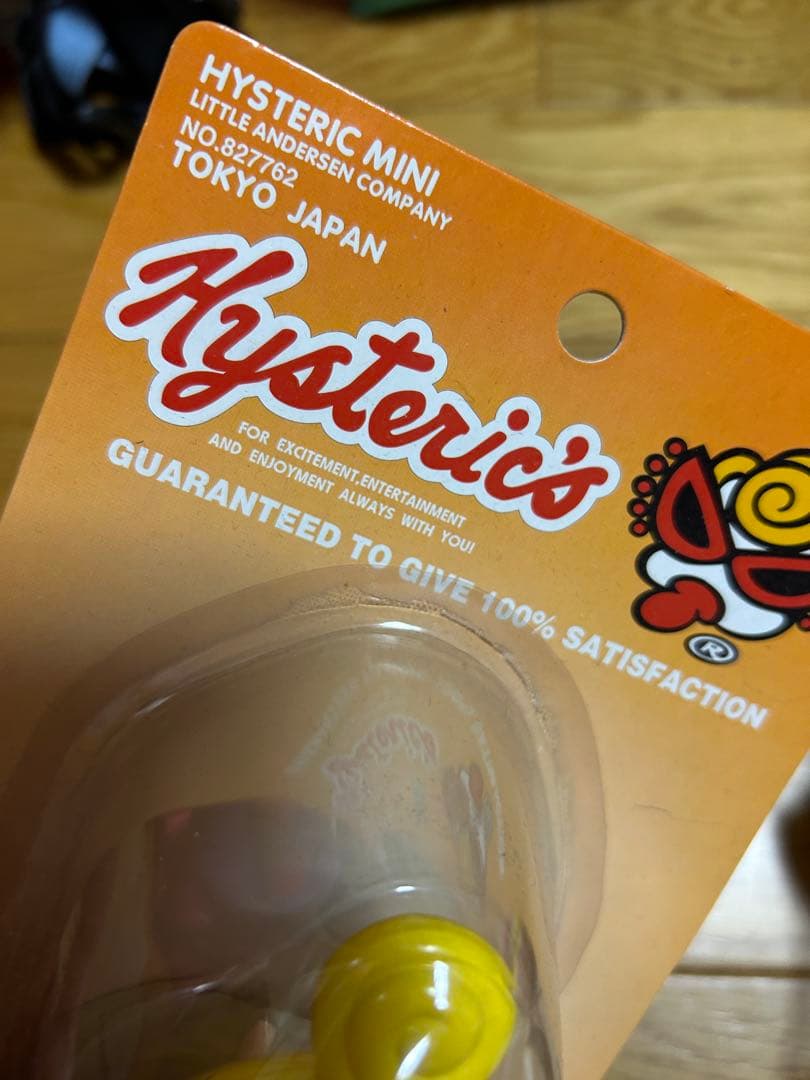 HYSTERIC MINI
LITTLE ANDERSEN COMPANY
NO.827762
TOKYO JAPAN
Hysteric's
FOR EXCITEMENT,ENTERTAINMENT
AND ENJOYMENT ALWAYS WITH YOU!
GUARANTEED TO GIVE 100% SATISFACTION
®